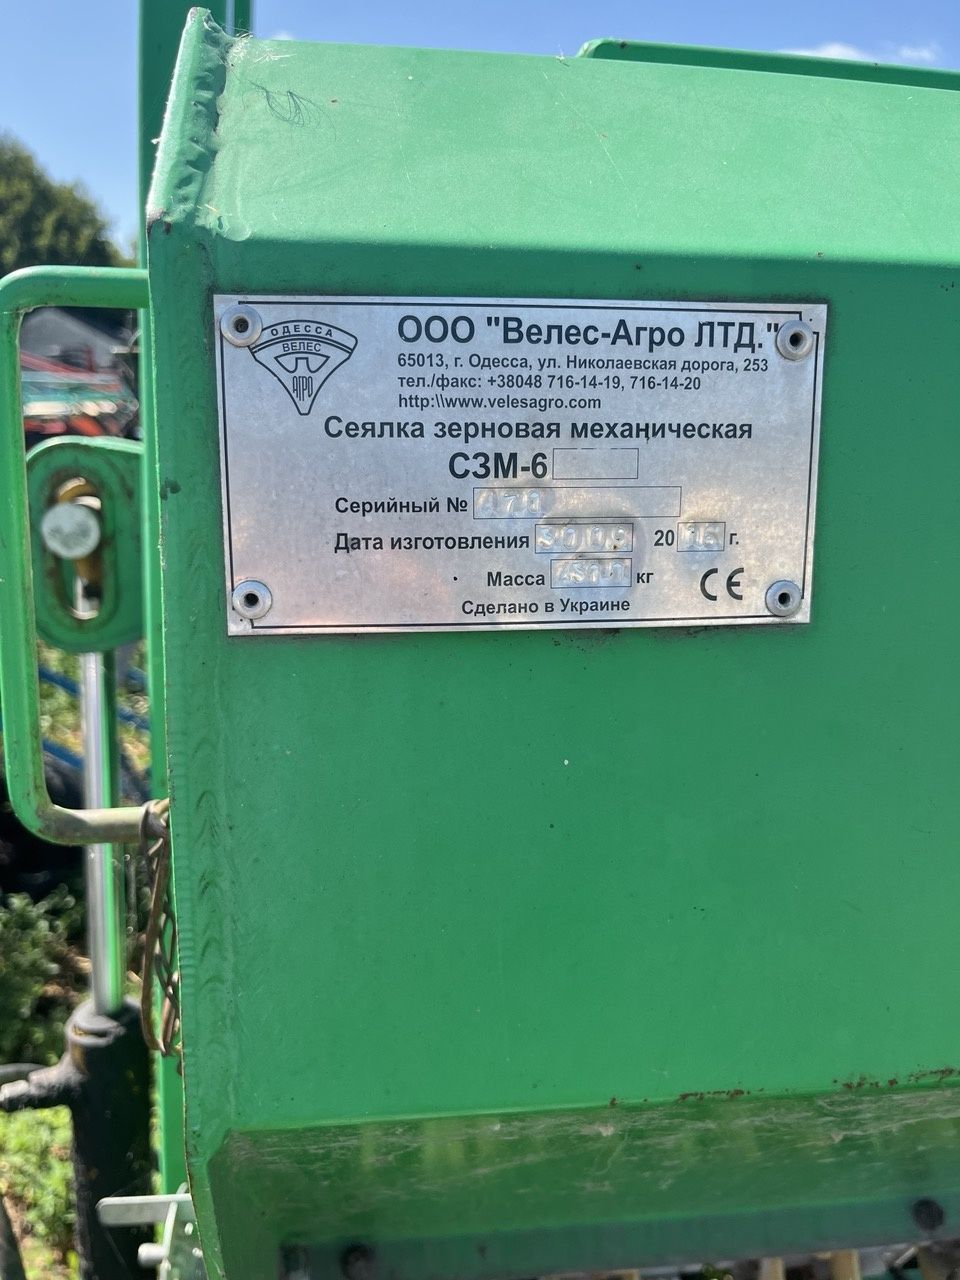 ОДЕССА
ВЕЛЕС
АГРО
ООО "Велес-Агро ЛТД."
65013, г. Одесса, ул. Николаевская дорога, 253
тел./факс: +38048 716-14-19, 716-14-20
http:\\www.velesagro.com
Сеялка зерновая механическая
СЗМ-6
Серийный №
Дата изготовления 3009 2016 г.
Масса кг
Сделано в Украине
CE